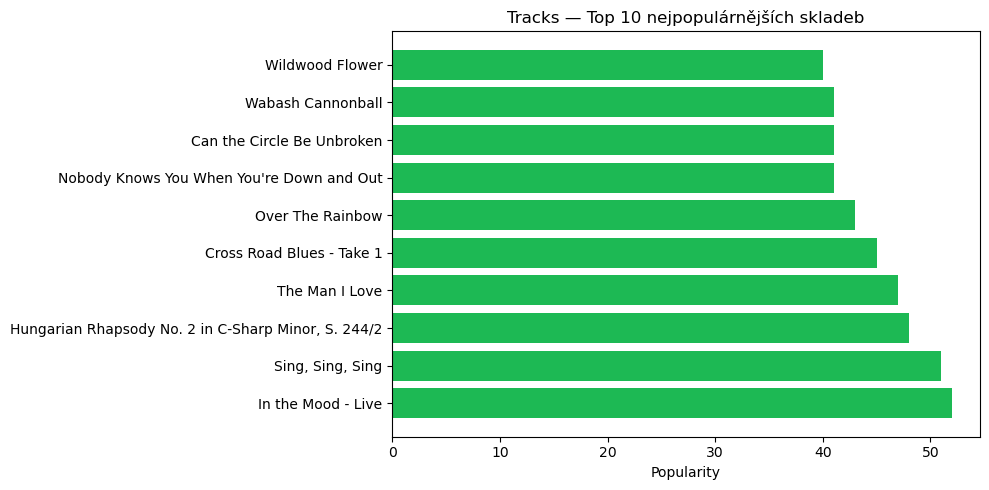 Tracks — Top 10 nejpopulárnějších skladeb
Wildwood Flower
Wabash Cannonball
Can the Circle Be Unbroken
Nobody Knows You When You're Down and Out
Over The Rainbow
Cross Road Blues - Take 1
The Man I Love
Hungarian Rhapsody No. 2 in C-Sharp Minor, S. 244/2
Sing, Sing, Sing
In the Mood - Live
0 10 20 30 40 50
Popularity